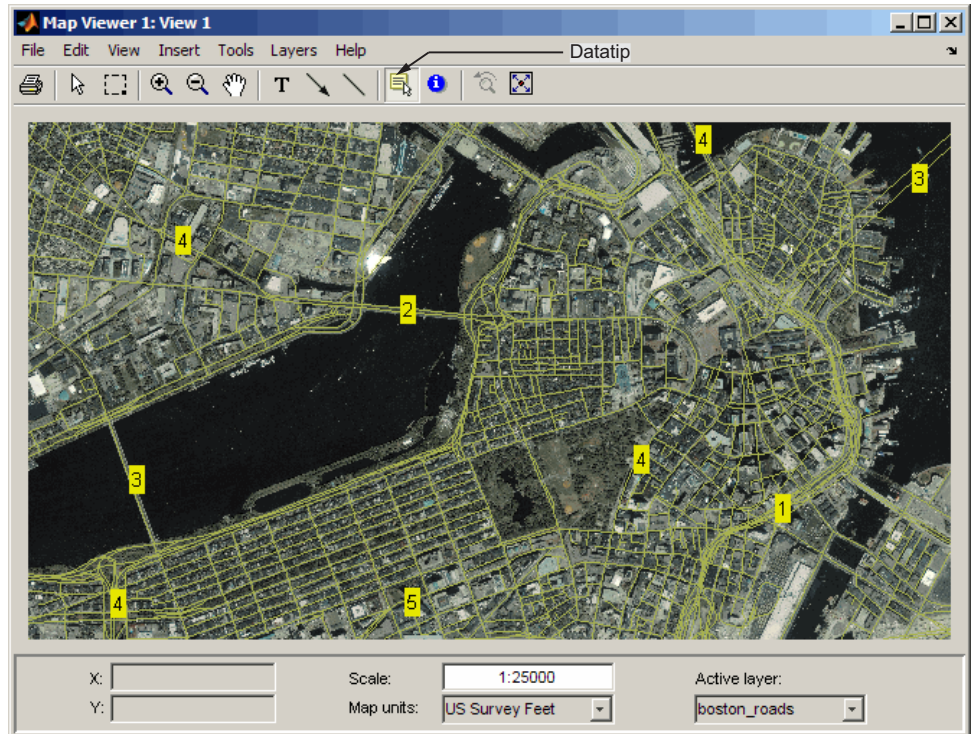 Map Viewer 1: View 1
File Edit View Insert Tools Layers Help
Datatip
T
4
3
4
2
4
3
1
4
5
X:
Scale:
1:25000
Active layer:
Y:
Map units:
US Survey Feet
boston_roads